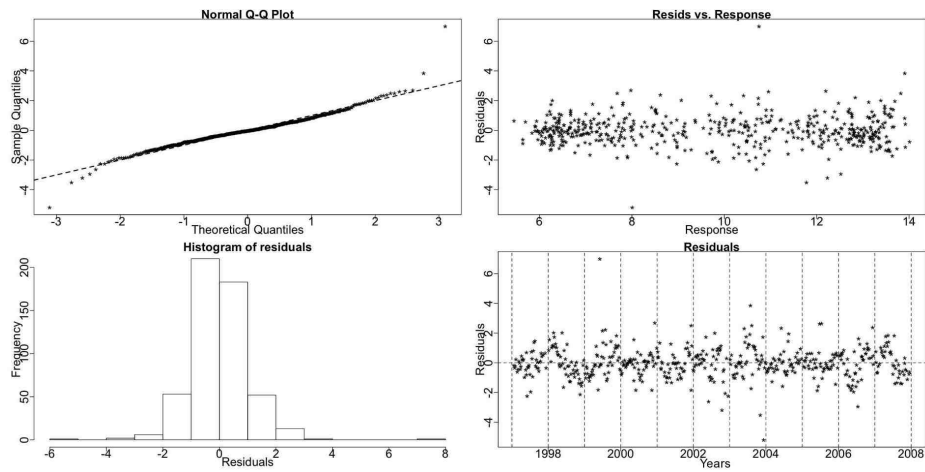 Normal Q-Q Plot
Sample Quantiles
6
4
2
0
-2
-4
-3 -2 -1 0 1 2 3
Theoretical Quantiles
Resids vs. Response
Residuals
6
4
2
0
-2
-4
6 8 10 12 14
Response
Histogram of residuals
Frequency
200
150
100
50
0
-6 -4 -2 0 2 4 6 8
Residuals
Residuals
Residuals
6
4
2
0
-2
-4
1998 2000 2002 2004 2006 2008
Years